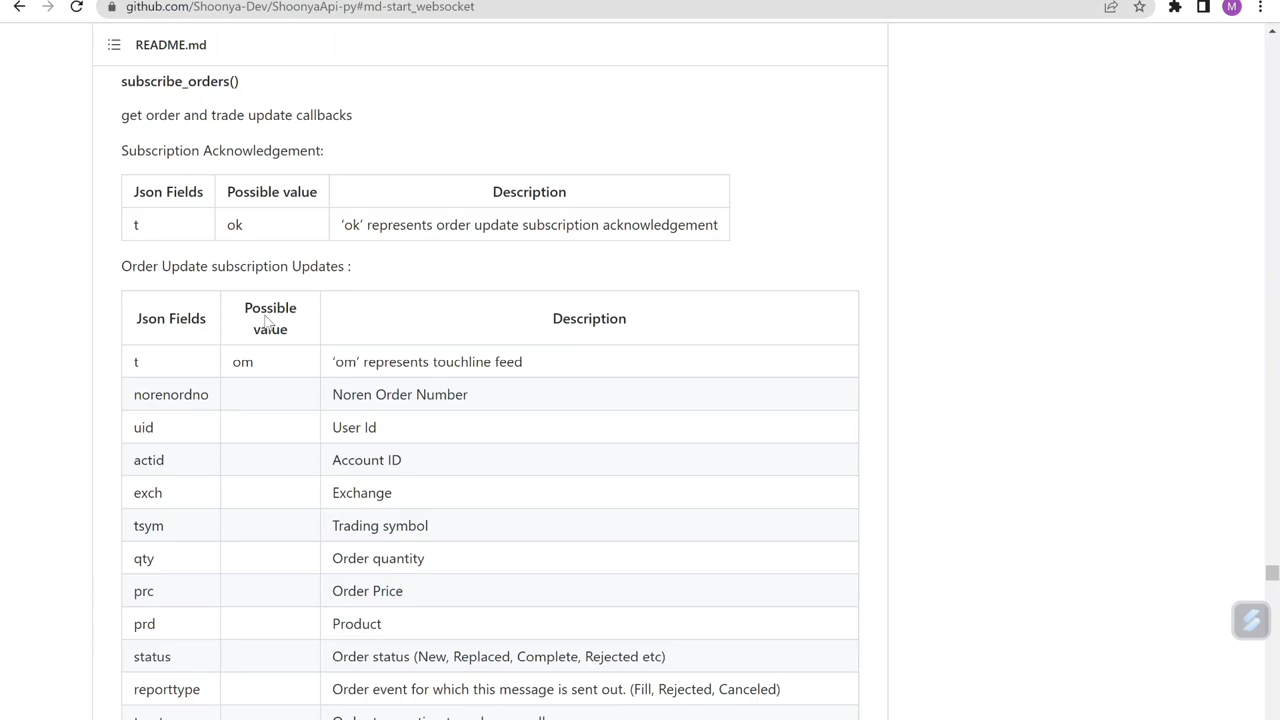 github.com/Shoonya-Dev/ShoonyaApi-py#md-start_websocket
M
README.md
subscribe_orders()
get order and trade update callbacks
Subscription Acknowledgement:
Json Fields Possible value Description
t ok ‘ok’ represents order update subscription acknowledgement
Order Update subscription Updates :
Json Fields Possible value Description
t om ‘om’ represents touchline feed
norenordno Noren Order Number
uid User Id
actid Account ID
exch Exchange
tsym Trading symbol
qty Order quantity
prc Order Price
prd Product
status Order status (New, Replaced, Complete, Rejected etc)
reporttype Order event for which this message is sent out. (Fill, Rejected, Canceled)